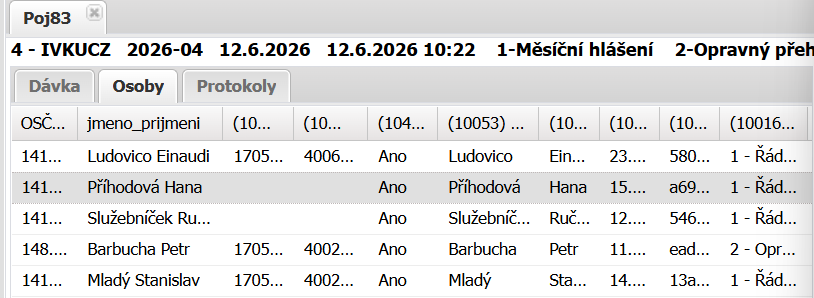 Poj83
4 - IVKUCZ 2026-04 12.6.2026 12.6.2026 10:22 1-Měsíční hlášení 2-Opravný přeh
Dávka Osoby Protokoly
OSČ... jmeno_prijmeni (10... (10... (104... (10053) ... (10... (10... (10... (10016...
141... Ludovico Einaudi 1705... 4006... Ano Ludovico Ein... 23.... 580... 1 - Řád...
141... Příhodová Hana Ano Příhodová Hana 15.... a69... 1 - Řád...
141... Služebníček Ru... Ano Služebníč... Ruč... 12.... 546... 1 - Řád...
148.... Barbucha Petr 1705... 4002... Ano Barbucha Petr 11.... ead... 2 - Opr...
141... Mladý Stanislav 1705... 4002... Ano Mladý Sta... 14.... 13a... 1 - Řád...